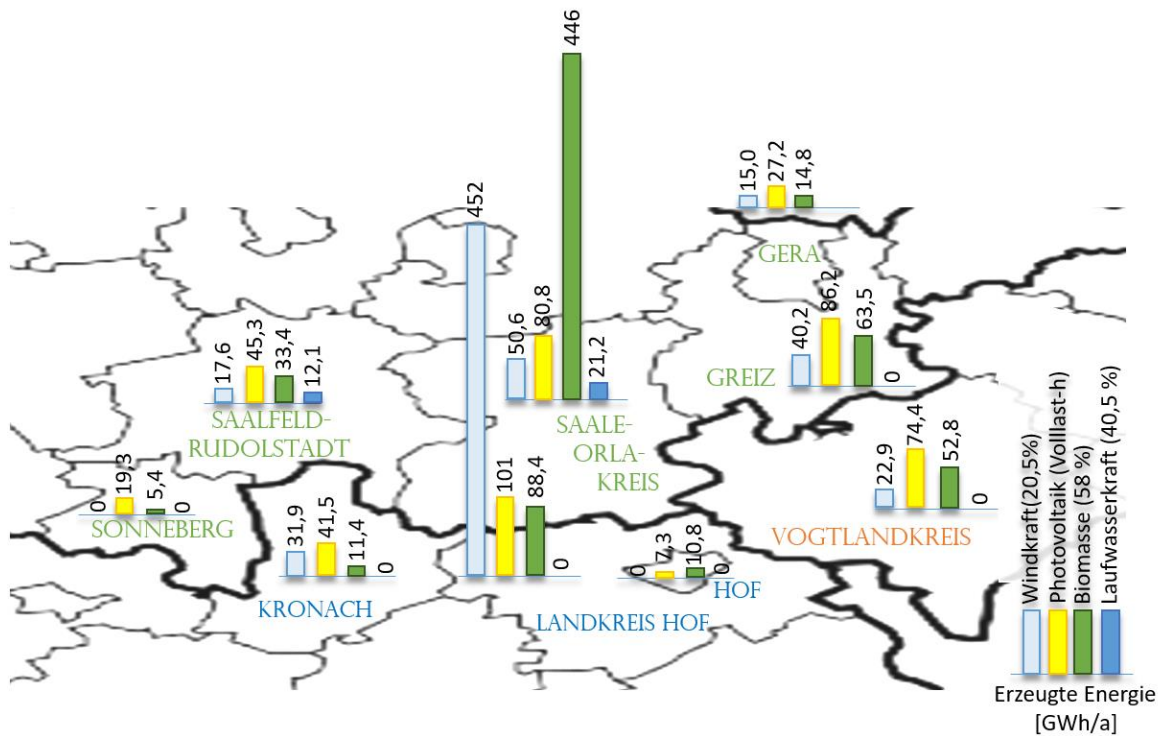 446
452
15,0
27,2
14,8
GERA
50,6
80,8
21,2
40,2
86,2
63,5
0
GREIZ
17,6
45,3
33,4
12,1
SAALFELD-
RUDOLSTADT
SAALE-
ORLA-
KREIS
0
19,3
5,4
0
SONNEBERG
22,9
74,4
52,8
0
VOGTLANDKREIS
31,9
41,5
11,4
0
KRONACH
101
88,4
0
LANDKREIS HOF
0
7,3
10,8
0
HOF
Windkraft(20,5%)
Photovoltaik (Volllast-h)
Biomasse (58 %)
Laufwasserkraft (40,5 %)
Erzeugte Energie
[GWh/a]